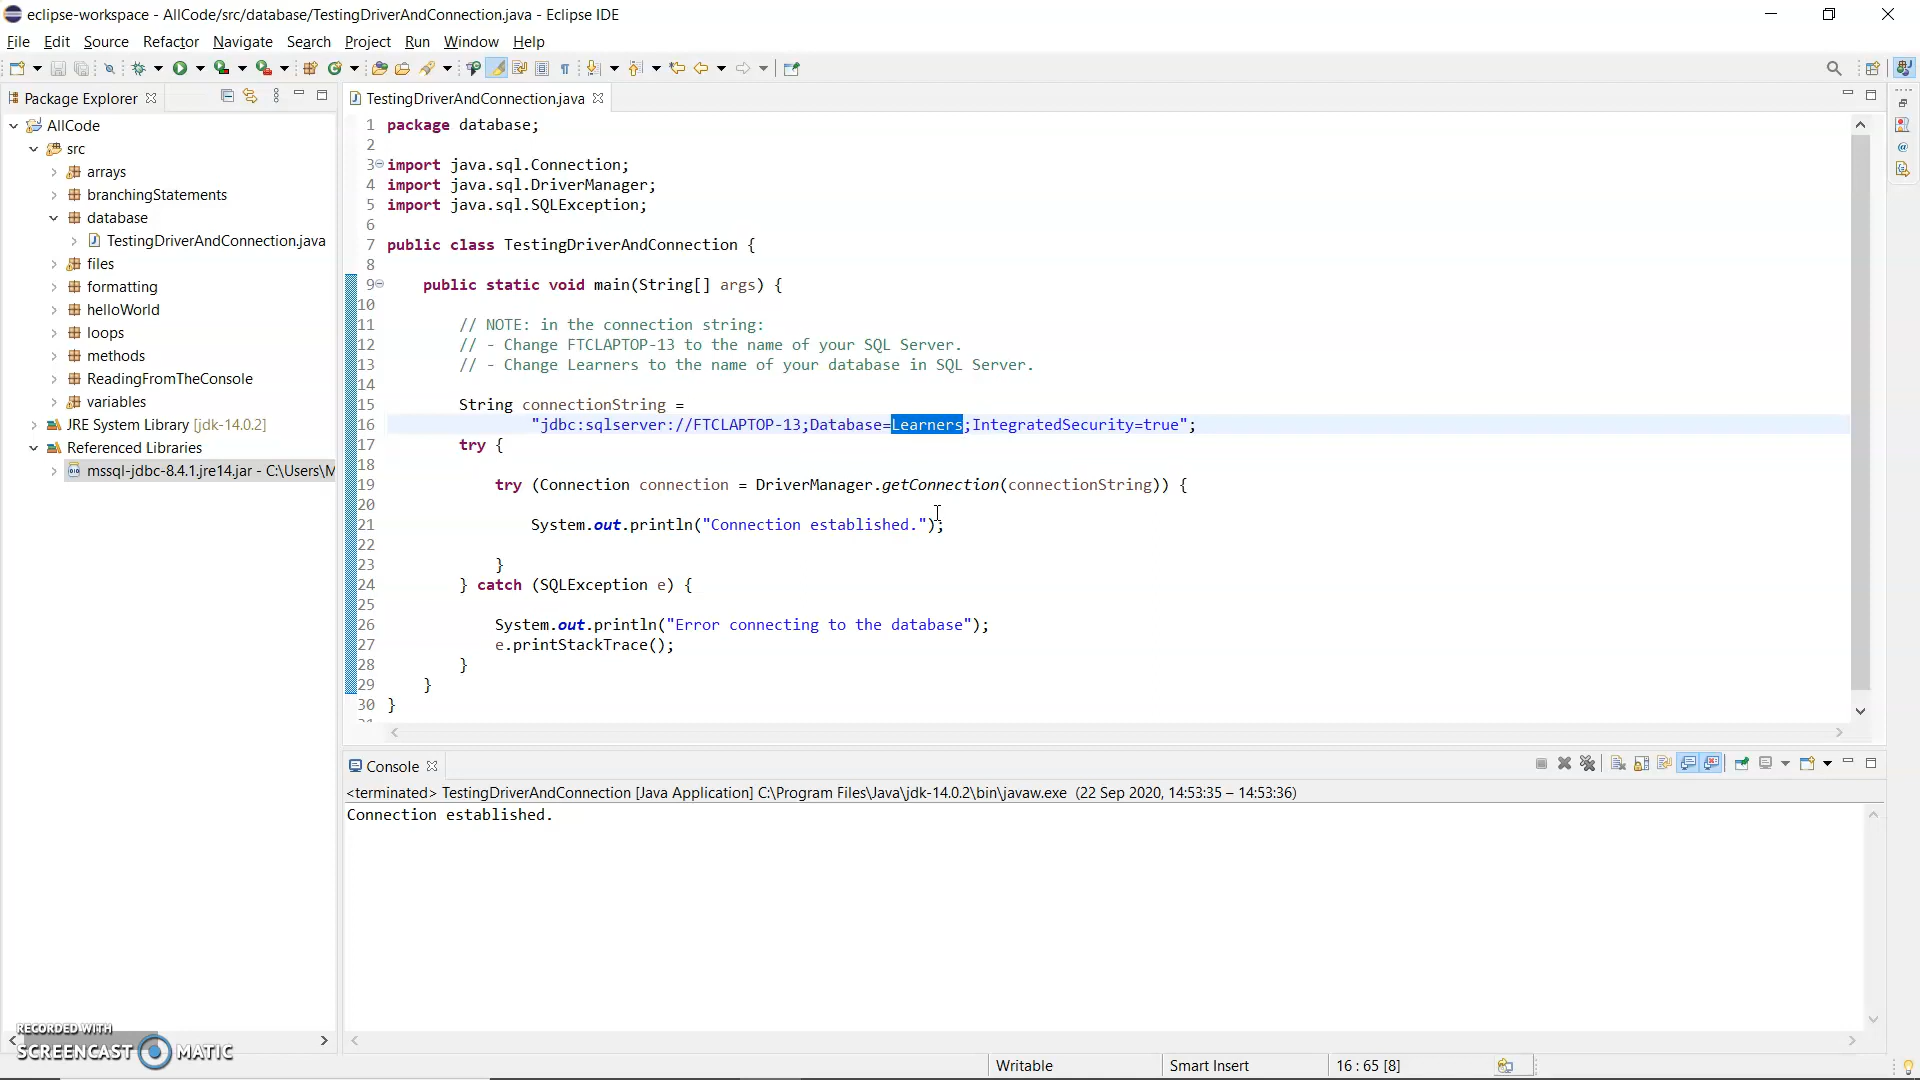 eclipse-workspace - AllCode/src/database/TestingDriverAndConnection.java - Eclipse IDE
File Edit Source Refactor Navigate Search Project Run Window Help
Package Explorer
AllCode
src
arrays
branchingStatements
database
TestingDriverAndConnection.java
files
formatting
helloWorld
loops
methods
ReadingFromTheConsole
variables
JRE System Library [jdk-14.0.2]
Referenced Libraries
mssql-jdbc-8.4.1.jre14.jar - C:\Users\M
TestingDriverAndConnection.java
1 package database;
2
3 import java.sql.Connection;
4 import java.sql.DriverManager;
5 import java.sql.SQLException;
6
7 public class TestingDriverAndConnection {
8
9 public static void main(String[] args) {
10
11 // NOTE: in the connection string:
12 // - Change FTCLAPTOP-13 to the name of your SQL Server.
13 // - Change Learners to the name of your database in SQL Server.
14
15 String connectionString =
16 "jdbc:sqlserver://FTCLAPTOP-13;Database=Learners;IntegratedSecurity=true";
17 try {
18
19 try (Connection connection = DriverManager.getConnection(connectionString)) {
20
21 System.out.println("Connection established.");
22
23 }
24 } catch (SQLException e) {
25
26 System.out.println("Error connecting to the database");
27 e.printStackTrace();
28 }
29 }
30 }
Console
<terminated> TestingDriverAndConnection [Java Application] C:\Program Files\Java\jdk-14.0.2\bin\javaw.exe (22 Sep 2020, 14:53:35 – 14:53:36)
Connection established.
RECORDED WITH
SCREENCAST MATIC
Writable Smart Insert 16 : 65 [8]